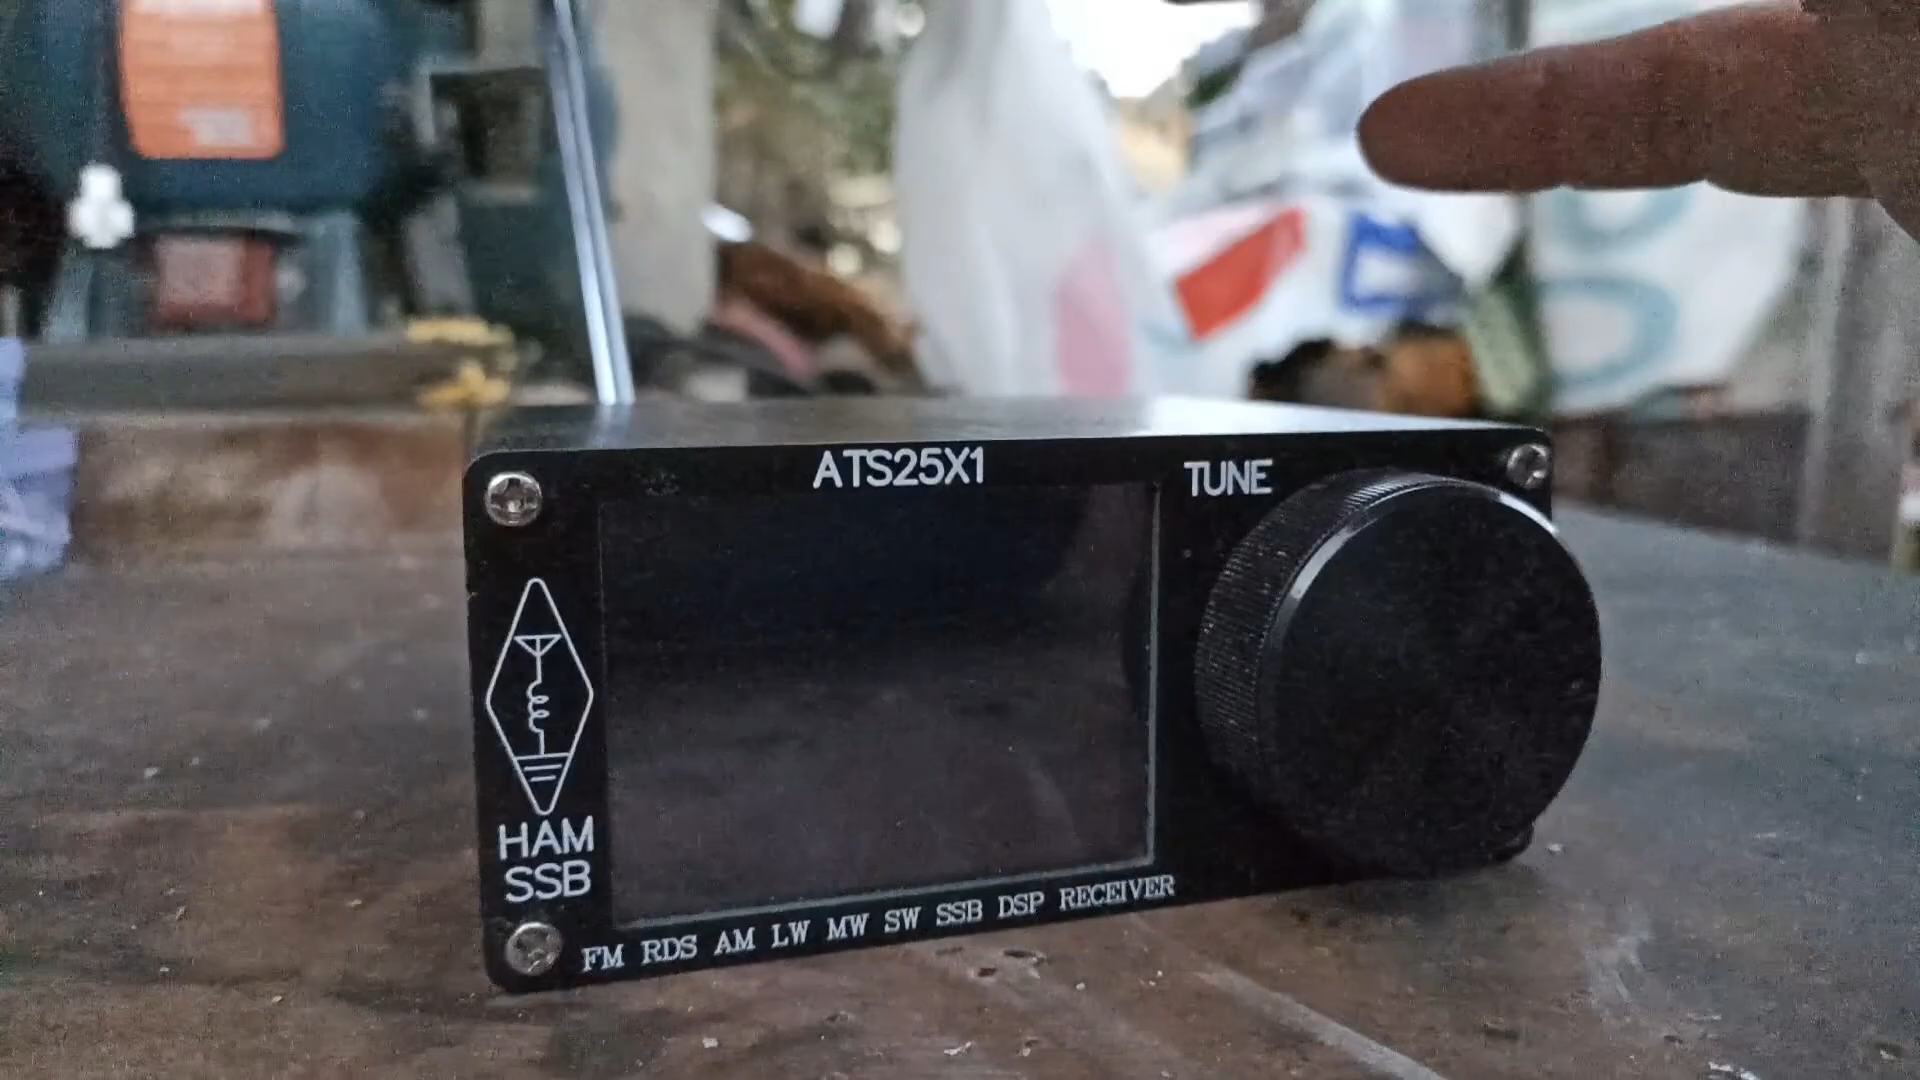 ATS25X1
TUNE
HAM
SSB
FM RDS AM LW MW SW SSB DSP RECEIVER